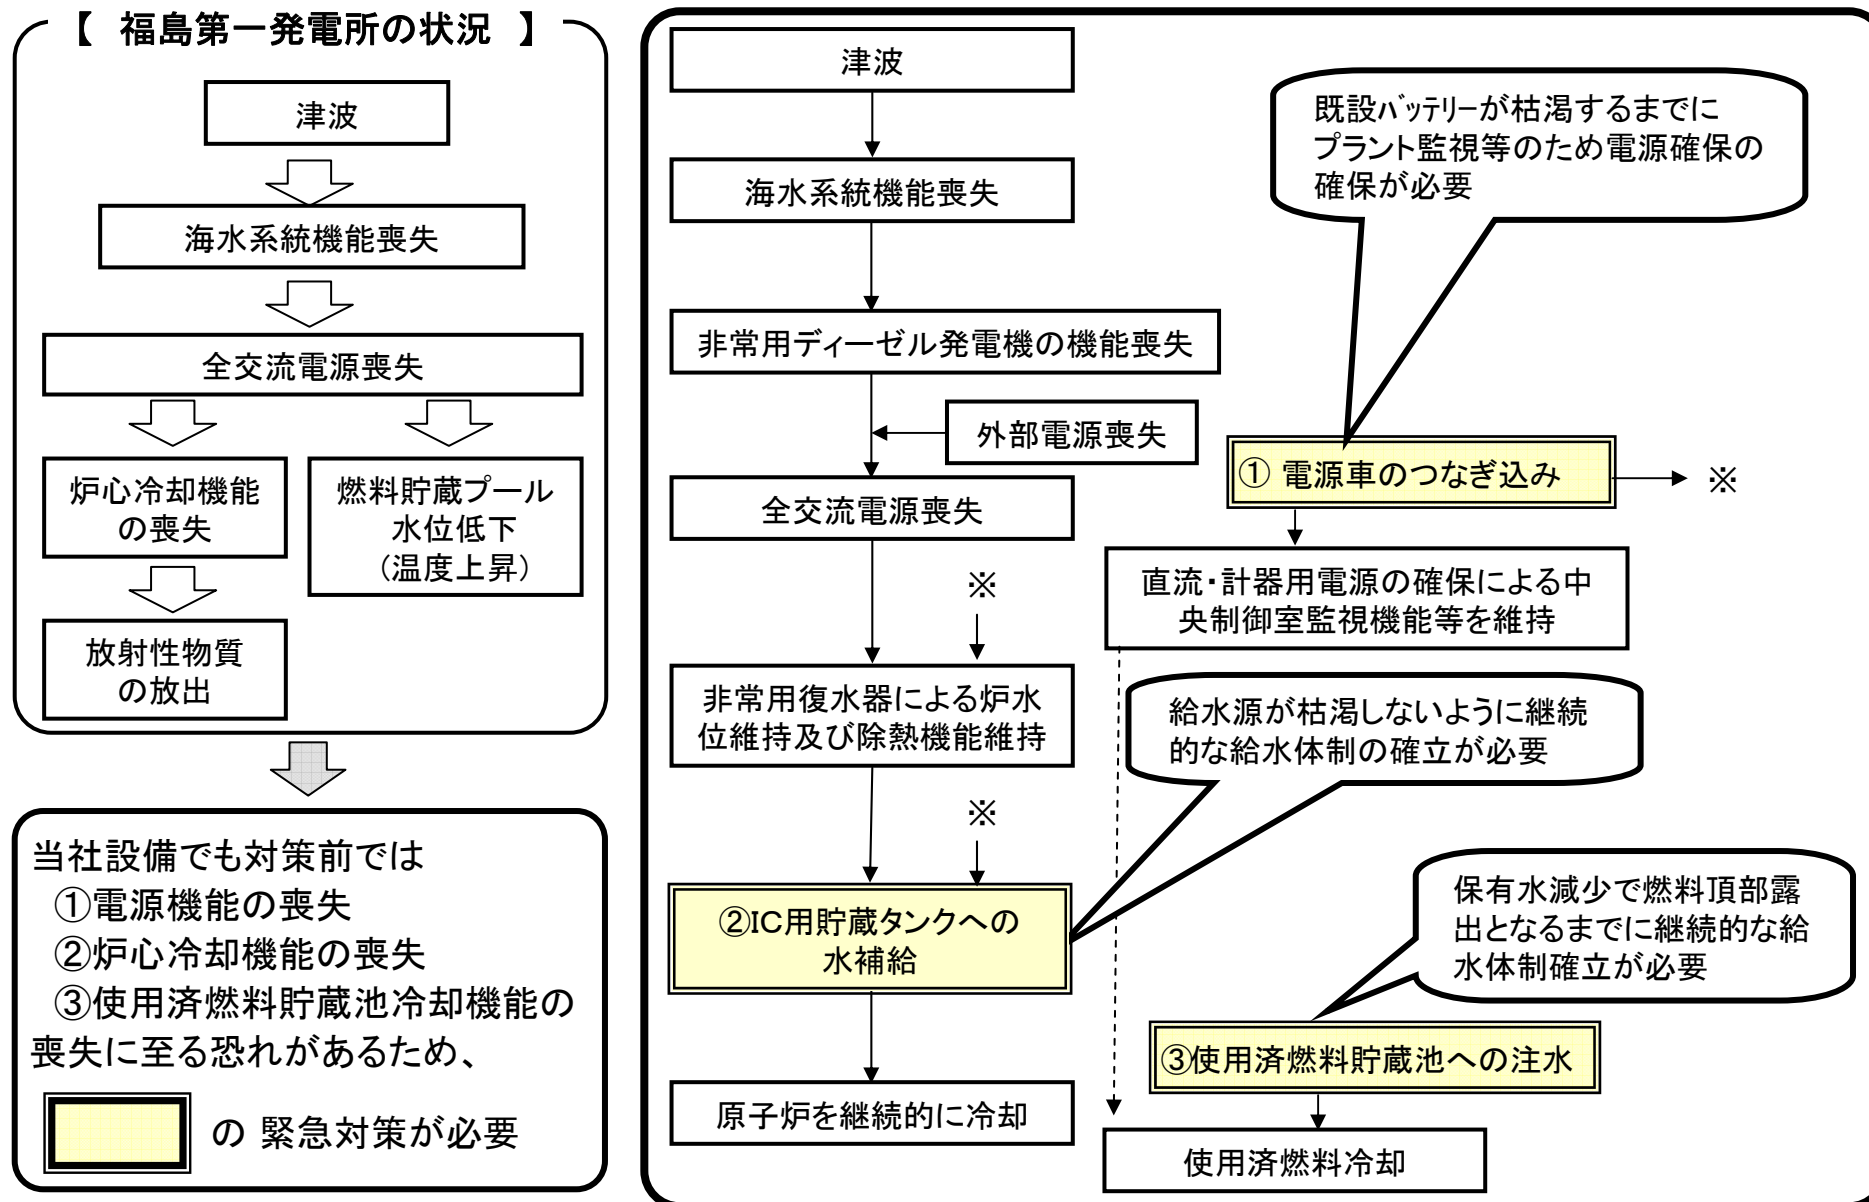 【 福島第一発電所の状況 】
津波
海水系統機能喪失
全交流電源喪失
炉心冷却機能
の喪失
燃料貯蔵プール
水位低下
(温度上昇)
放射性物質
の放出
当社設備でも対策前では
①電源機能の喪失
②炉心冷却機能の喪失
③使用済燃料貯蔵池冷却機能の
喪失に至る恐れがあるため、
の 緊急対策が必要
津波
海水系統機能喪失
非常用ディーゼル発電機の機能喪失
外部電源喪失
全交流電源喪失
※
非常用復水器による炉水
位維持及び除熱機能維持
※
②IC用貯蔵タンクへの
水補給
原子炉を継続的に冷却
既設ﾊﾞｯﾃﾘｰが枯渇するまでに
プラント監視等のため電源確保の
確保が必要
① 電源車のつなぎ込み
※
直流・計器用電源の確保による中
央制御室監視機能等を維持
給水源が枯渇しないように継続
的な給水体制の確立が必要
保有水減少で燃料頂部露
出となるまでに継続的な給
水体制確立が必要
③使用済燃料貯蔵池への注水
使用済燃料冷却